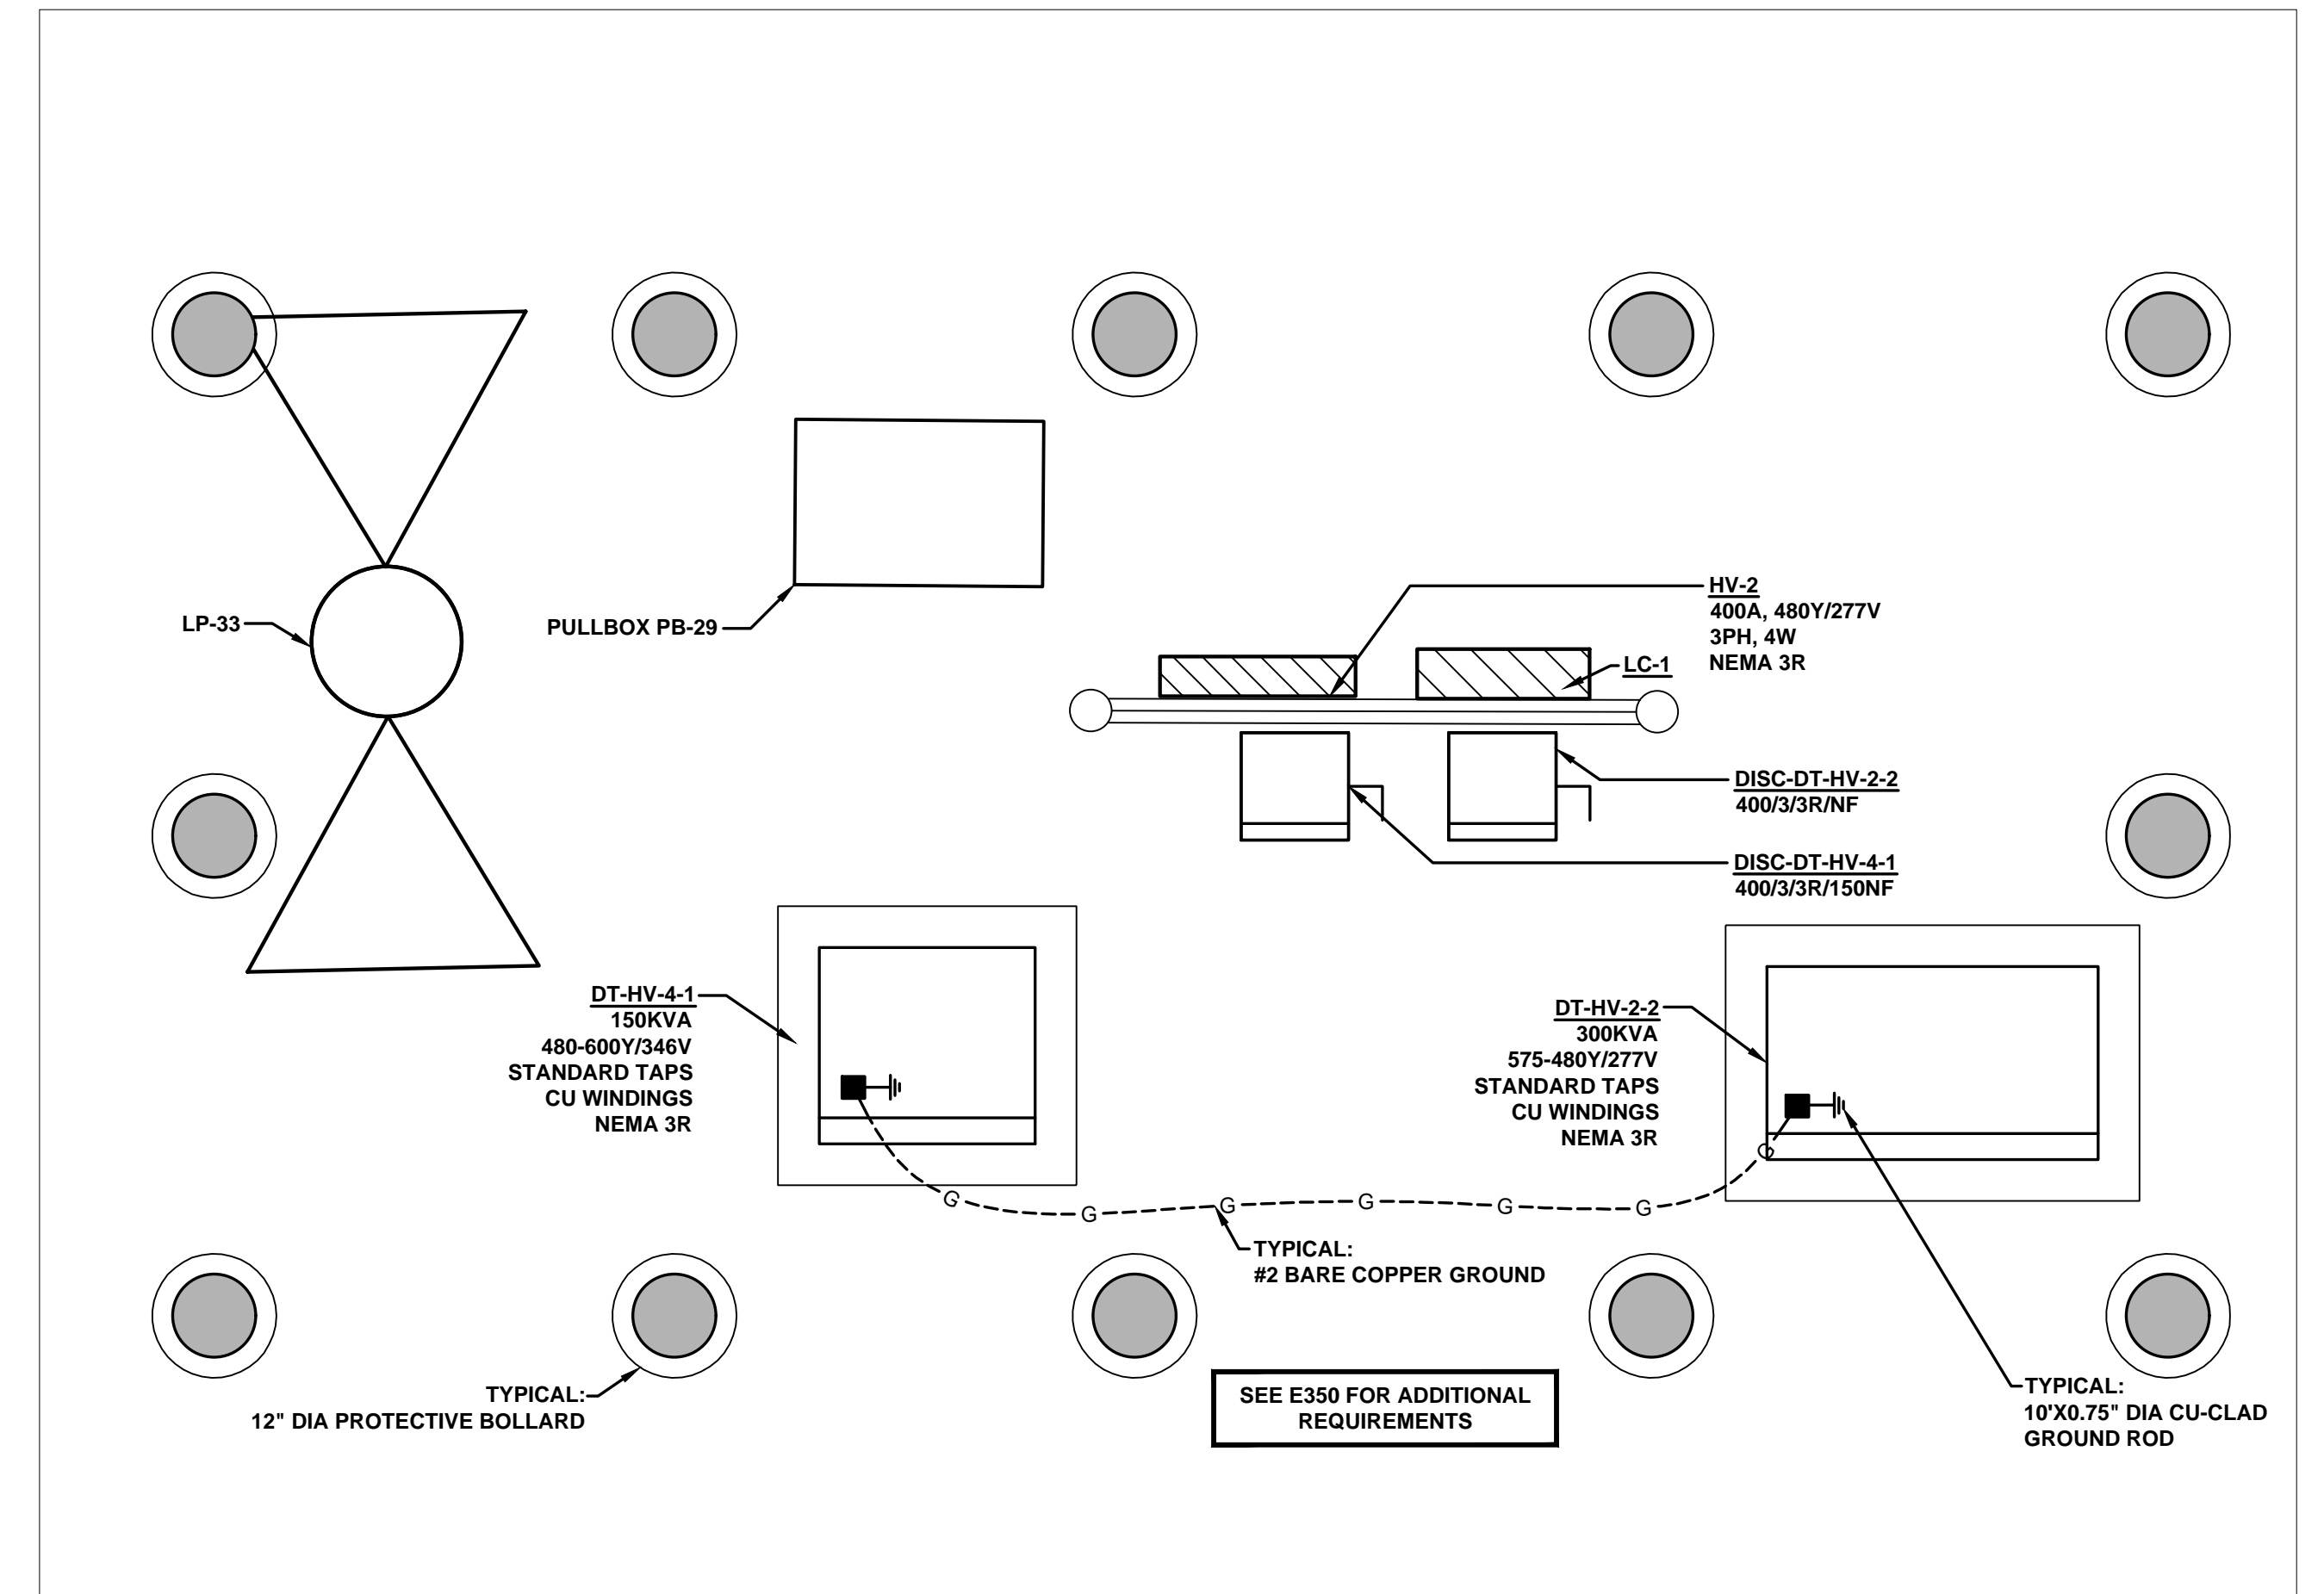 LP-33
PULLBOX PB-29
HV-2
400A, 480Y/277V
3PH, 4W
NEMA 3R
LC-1
DISC-DT-HV-2-2
400/3/3R/NF
DISC-DT-HV-4-1
400/3/3R/150NF
DT-HV-4-1
150KVA
480-600Y/346V
STANDARD TAPS
CU WINDINGS
NEMA 3R
DT-HV-2-2
300KVA
575-480Y/277V
STANDARD TAPS
CU WINDINGS
NEMA 3R
G G G G G G G
TYPICAL:
#2 BARE COPPER GROUND
TYPICAL:
12" DIA PROTECTIVE BOLLARD
SEE E350 FOR ADDITIONAL
REQUIREMENTS
TYPICAL:
10'X0.75" DIA CU-CLAD
GROUND ROD